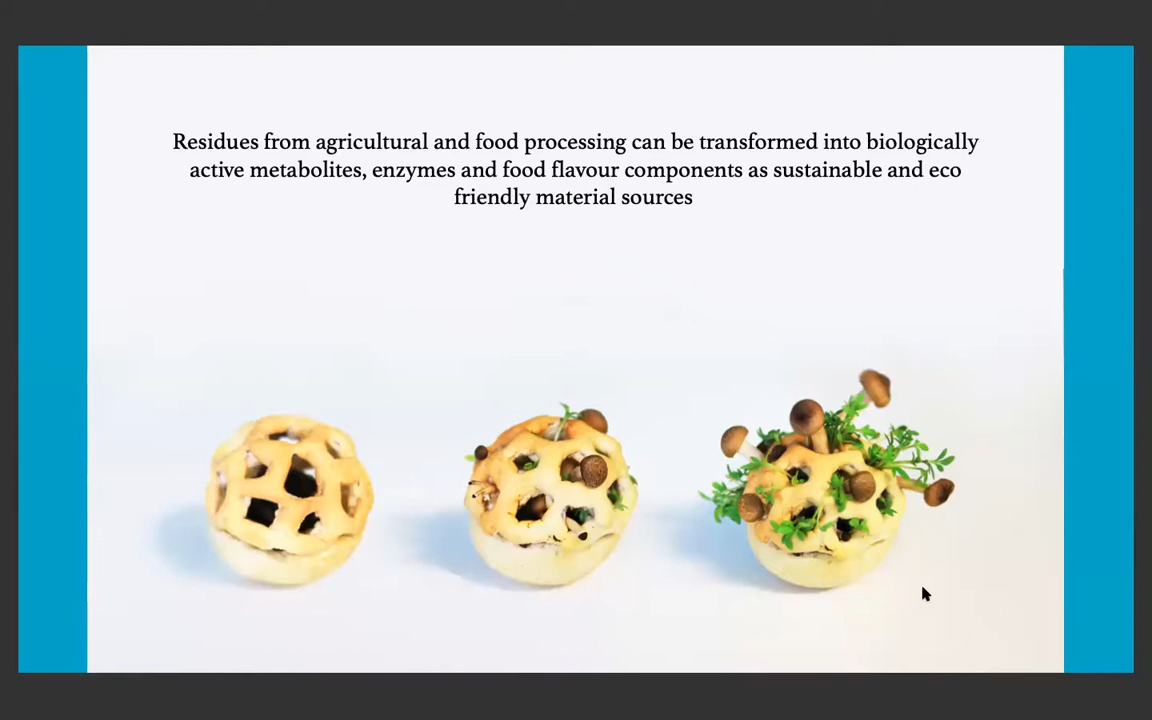 Residues from agricultural and food processing can be transformed into biologically
active metabolites, enzymes and food flavour components as sustainable and eco
friendly material sources